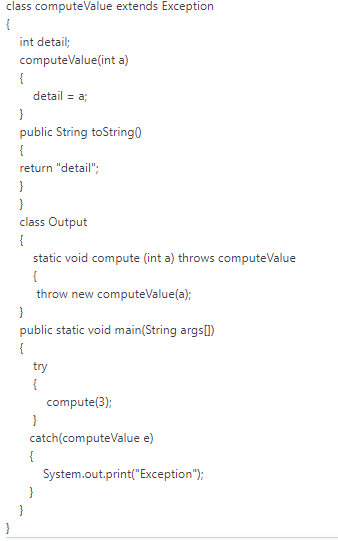 class computeValue extends Exception
{
int detail;
computeValue(int a)
{
detail = a;
}
public String toString()
{
return "detail";
}
}
class Output
{
static void compute (int a) throws computeValue
{
throw new computeValue(a);
}
public static void main(String args[])
{
try
{
compute(3);
}
catch(computeValue e)
{
System.out.print("Exception");
}
}
}